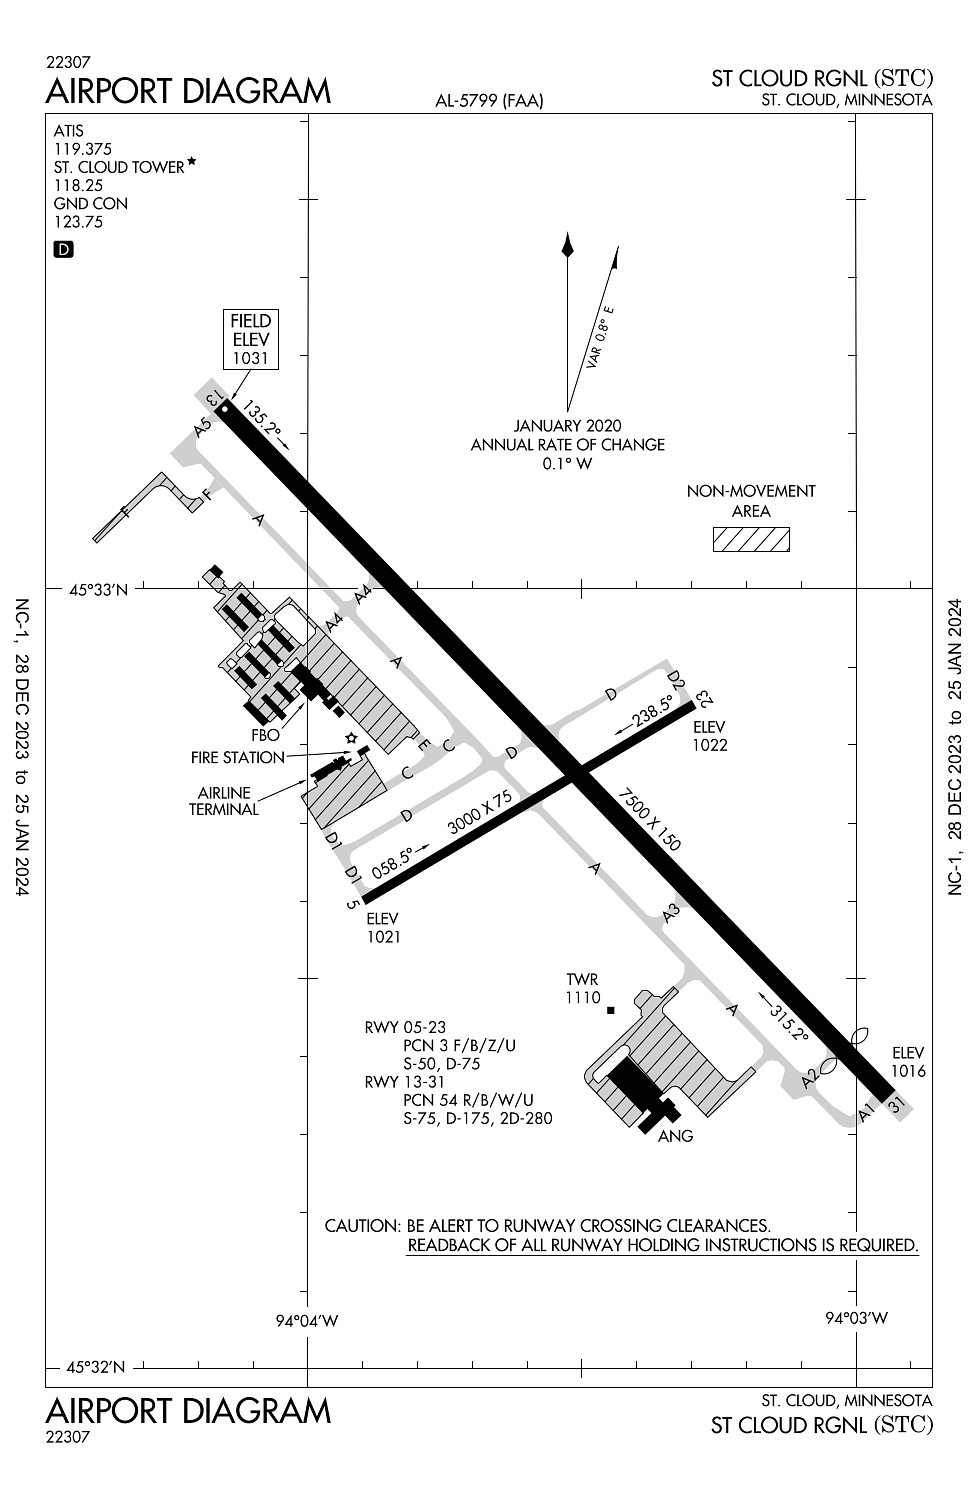 22307
AIRPORT DIAGRAM
AL-5799 (FAA)
ST CLOUD RGNL (STC)
ST. CLOUD, MINNESOTA
ATIS
119.375
ST. CLOUD TOWER★
118.25
GND CON
123.75
D
VAR 0.8° E
JANUARY 2020
ANNUAL RATE OF CHANGE
0.1° W
NON-MOVEMENT
AREA
FIELD
ELEV
1031
13
135.2°
A5
F
F
A
45°33'N
A4
A4
A
D
D2
23
238.5°
ELEV
1022
FBO
FIRE STATION
AIRLINE
TERMINAL
E
C
C
D
D
D1
D1
3000 X 75
7500 X 150
058.5°
5
ELEV
1021
A
A3
A
TWR
1110
315.2°
ELEV
1016
A2
A1
31
ANG
RWY 05-23
PCN 3 F/B/Z/U
S-50, D-75
RWY 13-31
PCN 54 R/B/W/U
S-75, D-175, 2D-280
CAUTION: BE ALERT TO RUNWAY CROSSING CLEARANCES.
READBACK OF ALL RUNWAY HOLDING INSTRUCTIONS IS REQUIRED.
94°04'W
94°03'W
45°32'N
NC-1, 28 DEC 2023 to 25 JAN 2024
NC-1, 28 DEC 2023 to 25 JAN 2024
AIRPORT DIAGRAM
22307
ST. CLOUD, MINNESOTA
ST CLOUD RGNL (STC)